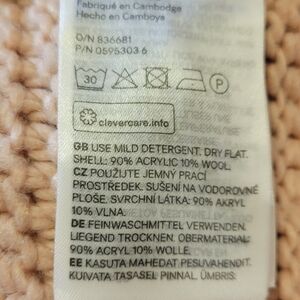 Fabriqué en Cambodge
Hecho en Camboya
O/N 836681
P/N 0595303 6
30
P
clevercare.info
GB USE MILD DETERGENT. DRY FLAT.
SHELL: 90% ACRYLIC 10% WOOL.
CZ POUŽIJTE JEMNÝ PRACÍ
PROSTŘEDEK. SUŠENÍ NA VODOROVNÉ
PLOŠE. SVRCHNÍ LÁTKA: 90% AKRYL
10% VLNA.
DE FEINWASCHMITTEL VERWENDEN.
LIEGEND TROCKNEN. OBERMATERIAL:
90% ACRYL 10% WOLLE.
EE KASUTA MAHEDAT PESUVAHENDIT.
KUIVATA TASASEL PINNAL. ÜMBRIS: